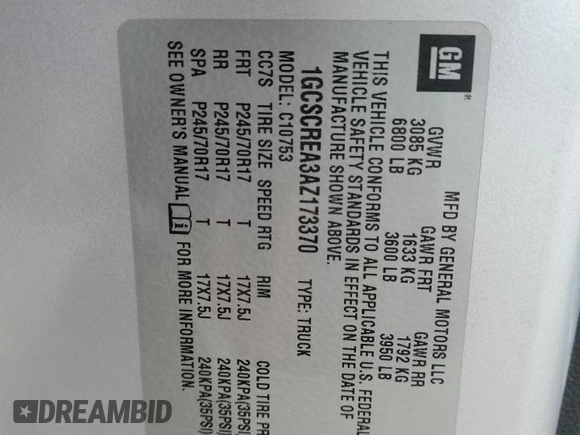 GM
MFD BY GENERAL MOTORS LLC
GVWR GAWR FRT GAWR RR
3085 KG 1633 KG 1792 KG
6800 LB 3600 LB 3950 LB
THIS VEHICLE CONFORMS TO ALL APPLICABLE U.S. FEDERAL
VEHICLE SAFETY STANDARDS IN EFFECT ON THE DATE OF
MANUFACTURE SHOWN ABOVE.
1GCSCREA3AZ173370 TYPE: TRUCK
MODEL: C10753
CC7S TIRE SIZE SPEED RTG RIM COLD TIRE PR
FRT P245/70R17 T 17X7.5J 240KPA(35PSI)
RR P245/70R17 T 17X7.5J 240KPA(35PSI)
SPA P245/70R17 T 17X7.5J 240KPA(35PSI)
SEE OWNER'S MANUAL FOR MORE INFORMATION.
DREAMBID